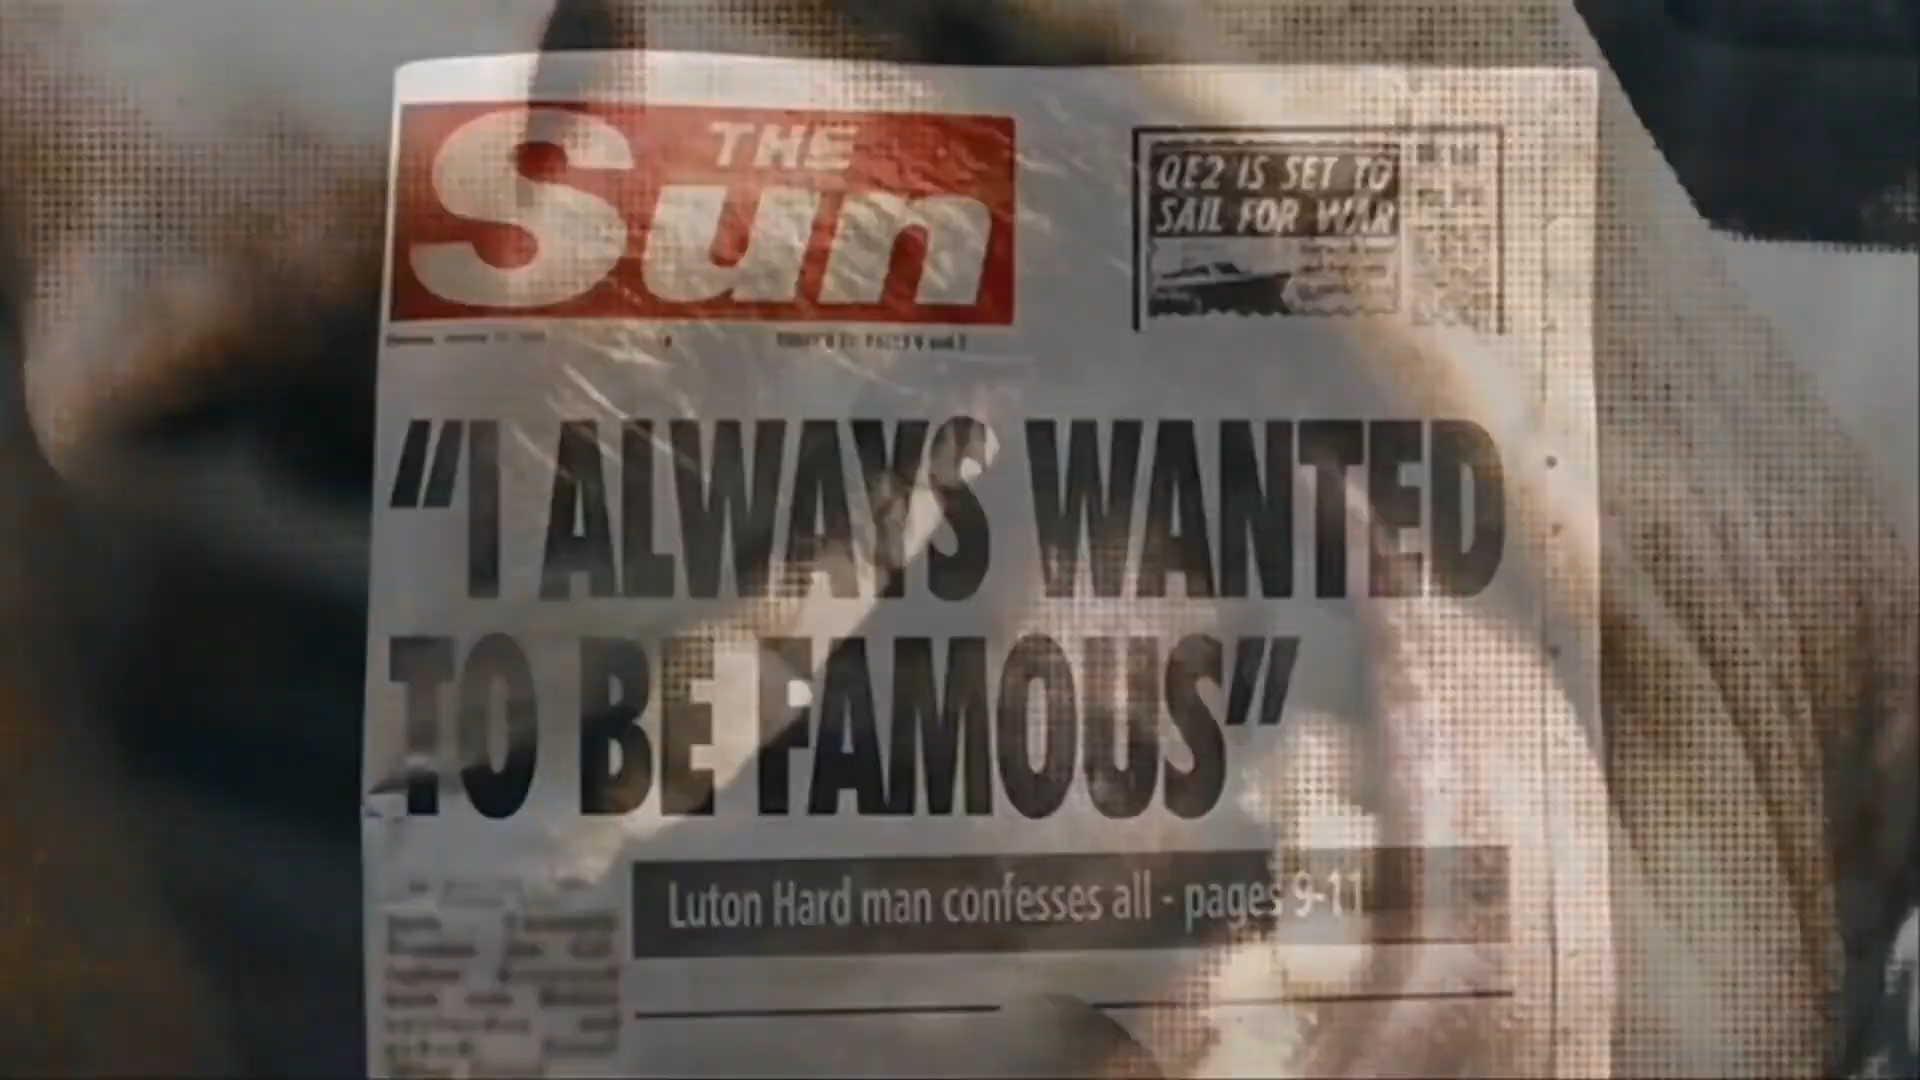 THE
Sun
QE2 IS SET TO
SAIL FOR WAR
"I ALWAYS WANTED
TO BE FAMOUS"
Luton Hard man confesses all - pages 9-11